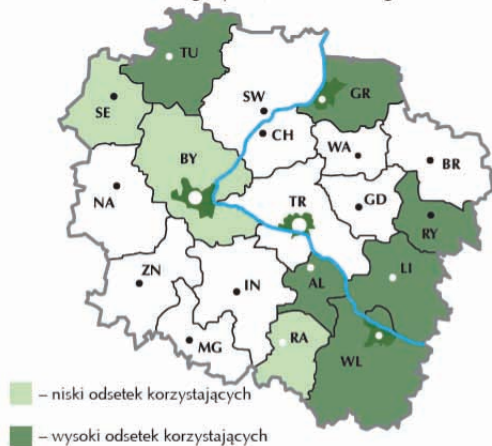 TU
GR
SE
SW
CH
BY
WA
BR
NA
TR
GD
RY
ZN
IN
AL
LI
RA
MG
WL
– niski odsetek korzystających
– wysoki odsetek korzystających